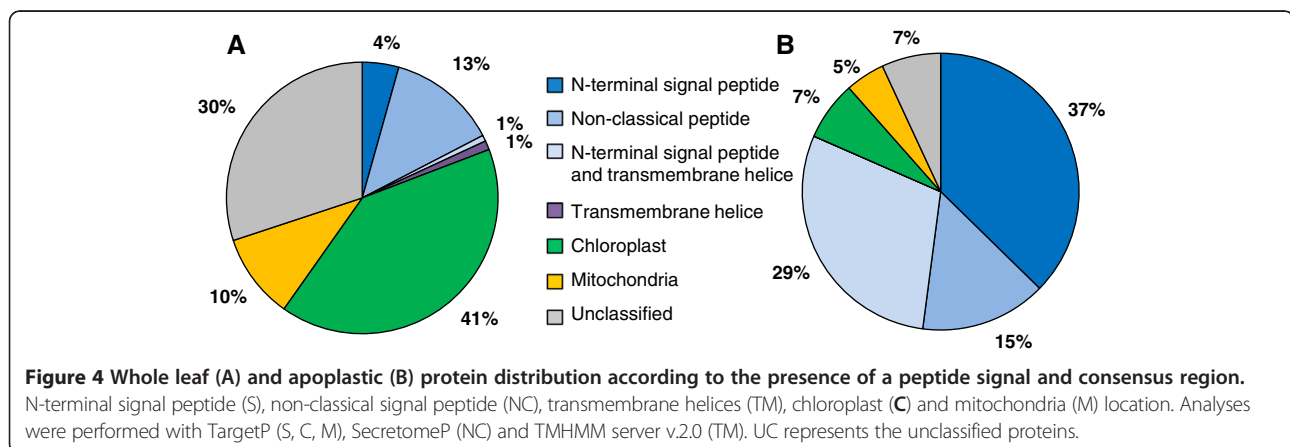 A
4%
13%
1%
1%
41%
10%
30%
N-terminal signal peptide
Non-classical peptide
N-terminal signal peptide
and transmembrane helice
Transmembrane helice
Chloroplast
Mitochondria
Unclassified
B
7%
5%
7%
37%
29%
15%
Figure 4 Whole leaf (A) and apoplastic (B) protein distribution according to the presence of a peptide signal and consensus region.
N-terminal signal peptide (S), non-classical signal peptide (NC), transmembrane helices (TM), chloroplast (C) and mitochondria (M) location. Analyses
were performed with TargetP (S, C, M), SecretomeP (NC) and TMHMM server v.2.0 (TM). UC represents the unclassified proteins.